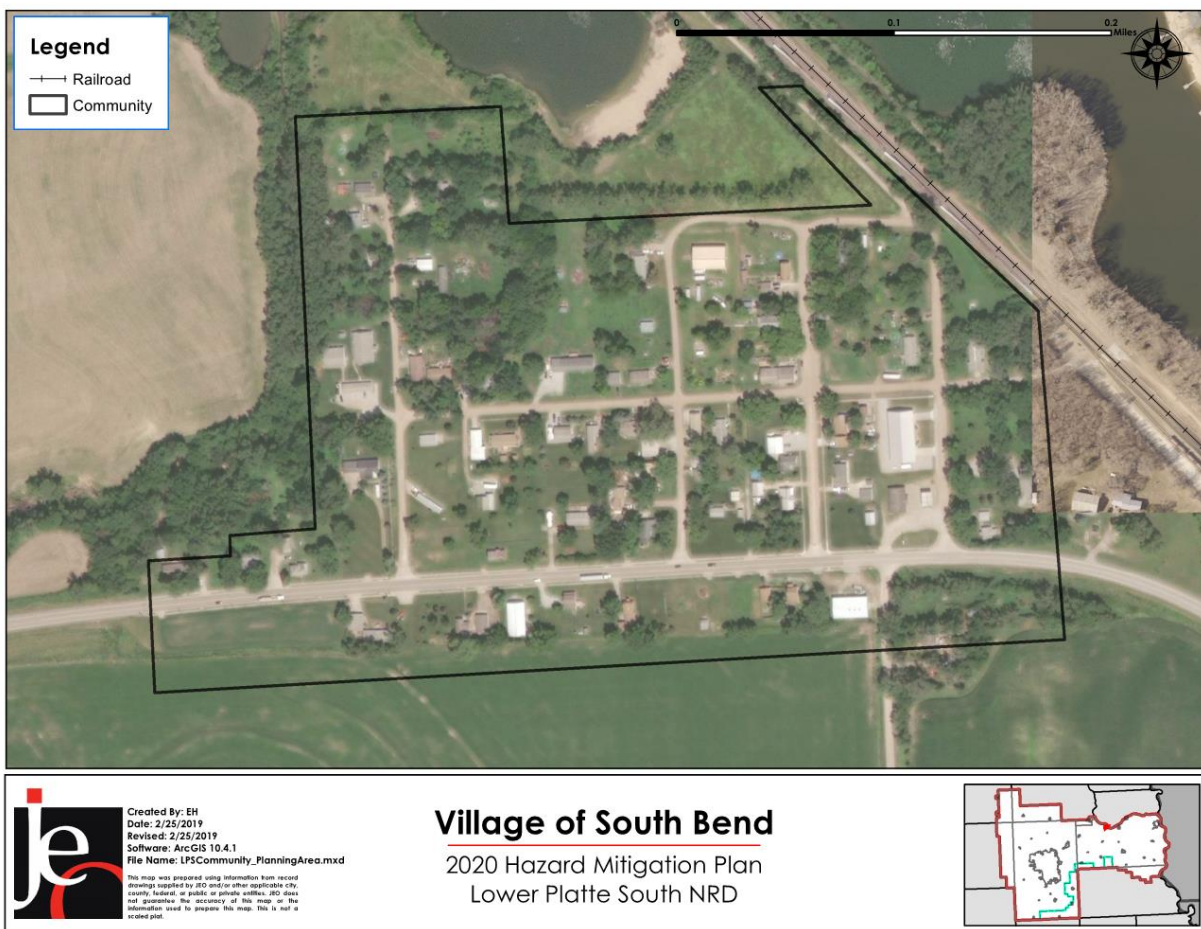 Legend
Railroad
Community
0
0.1
0.2
Miles
jeo
Created By: EH
Date: 2/25/2019
Revised: 2/25/2019
Software: ArcGIS 10.4.1
File Name: LPSCommunity_PlanningArea.mxd
This map was prepared using information from record
drawings supplied by JEO and/or other applicable city,
county, federal, or public or private entities. JEO does
not guarantee the accuracy of this map or the
information used to prepare this map. This is not a
scaled plat.
Village of South Bend
2020 Hazard Mitigation Plan
Lower Platte South NRD